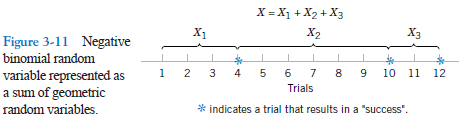 X = X1 + X2 + X3
X1 X2 X3
Figure 3-11 Negative
binomial random
variable represented as
a sum of geometric
random variables.
1 2 3 4 5 6 7 8 9 10 11 12
Trials
* indicates a trial that results in a "success".